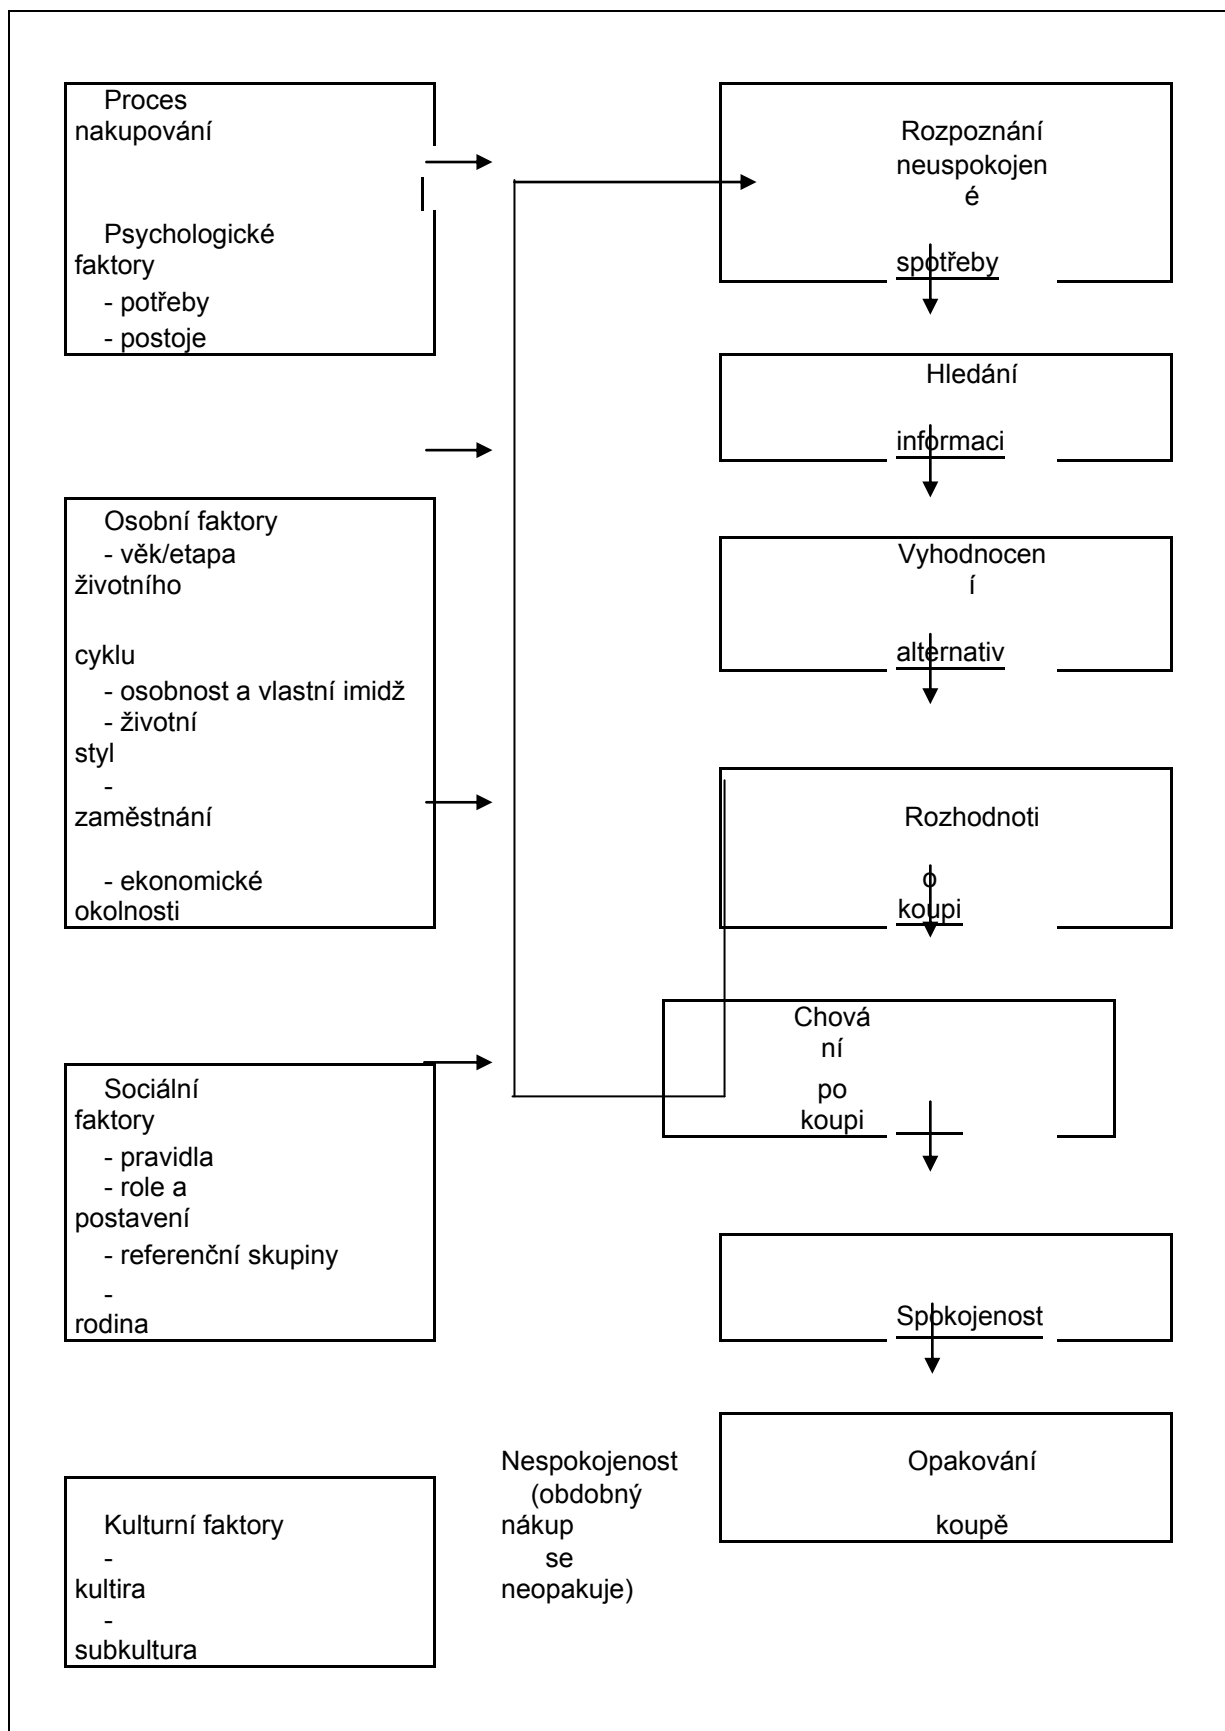 Proces
nakupování
Psychologické
faktory
- potřeby
- postoje
Osobní faktory
- věk/etapa
životního
cyklu
- osobnost a vlastní imidž
- životní
styl
-
zaměstnání
- ekonomické
okolnosti
Sociální
faktory
- pravidla
- role a
postavení
- referenční skupiny
-
rodina
Kulturní faktory
-
kultira
-
subkultura
Rozpoznání
neuspokojen
é
spotřeby
Hledání
informaci
Vyhodnocen
í
alternativ
Rozhodnoti
o
koupi
Chová
ní
po
koupi
Spokojenost
Nespokojenost
(obdobný
nákup
se
neopakuje)
Opakování
koupě